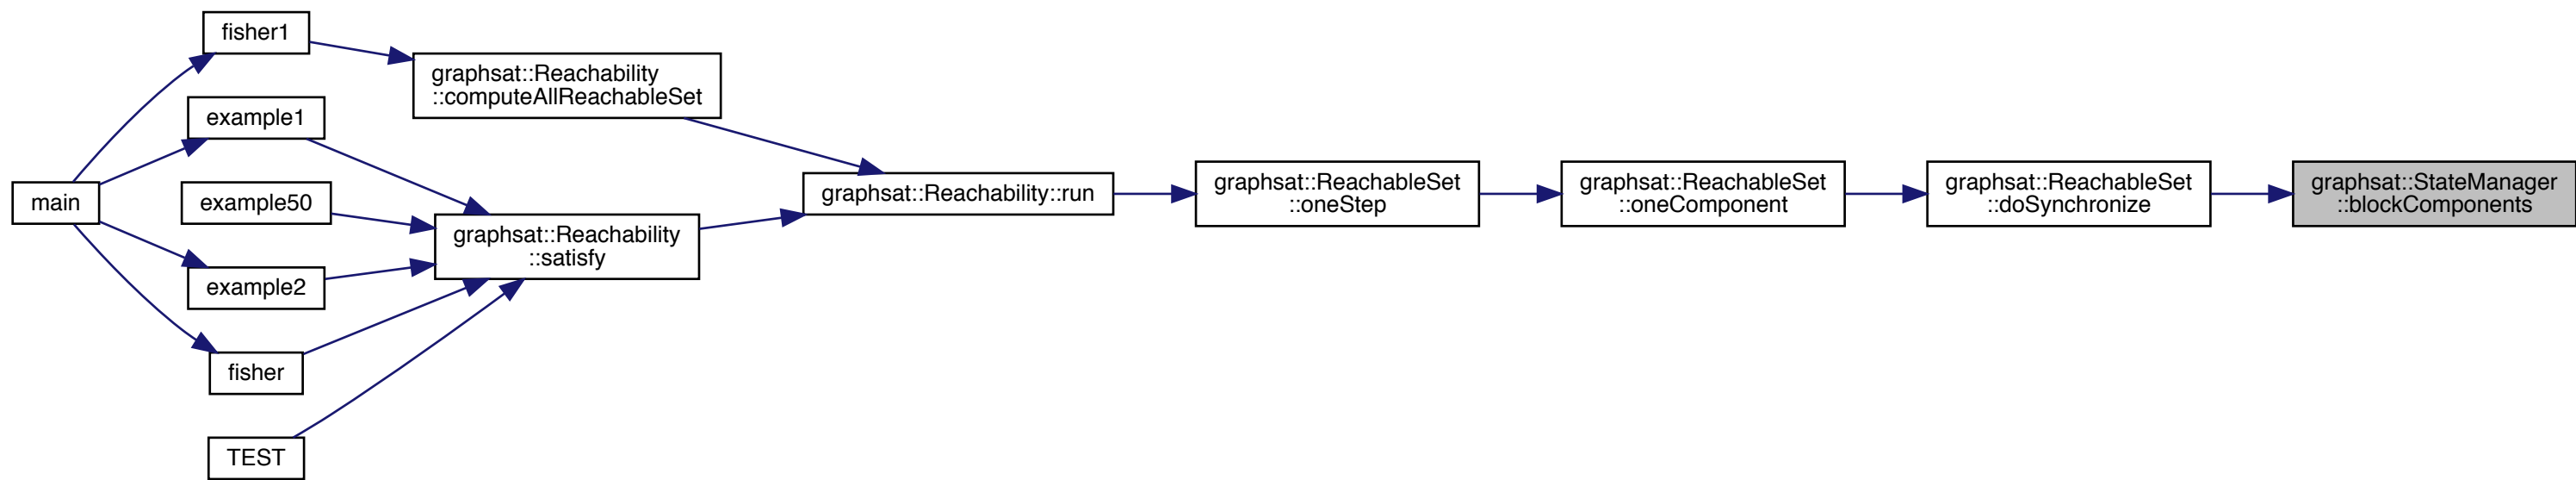 fisher1
graphsat::Reachability
::computeAllReachableSet
example1
main
example50
graphsat::Reachability
::satisfy
example2
fisher
TEST
graphsat::Reachability::run
graphsat::ReachableSet
::oneStep
graphsat::ReachableSet
::oneComponent
graphsat::ReachableSet
::doSynchronize
graphsat::StateManager
::blockComponents